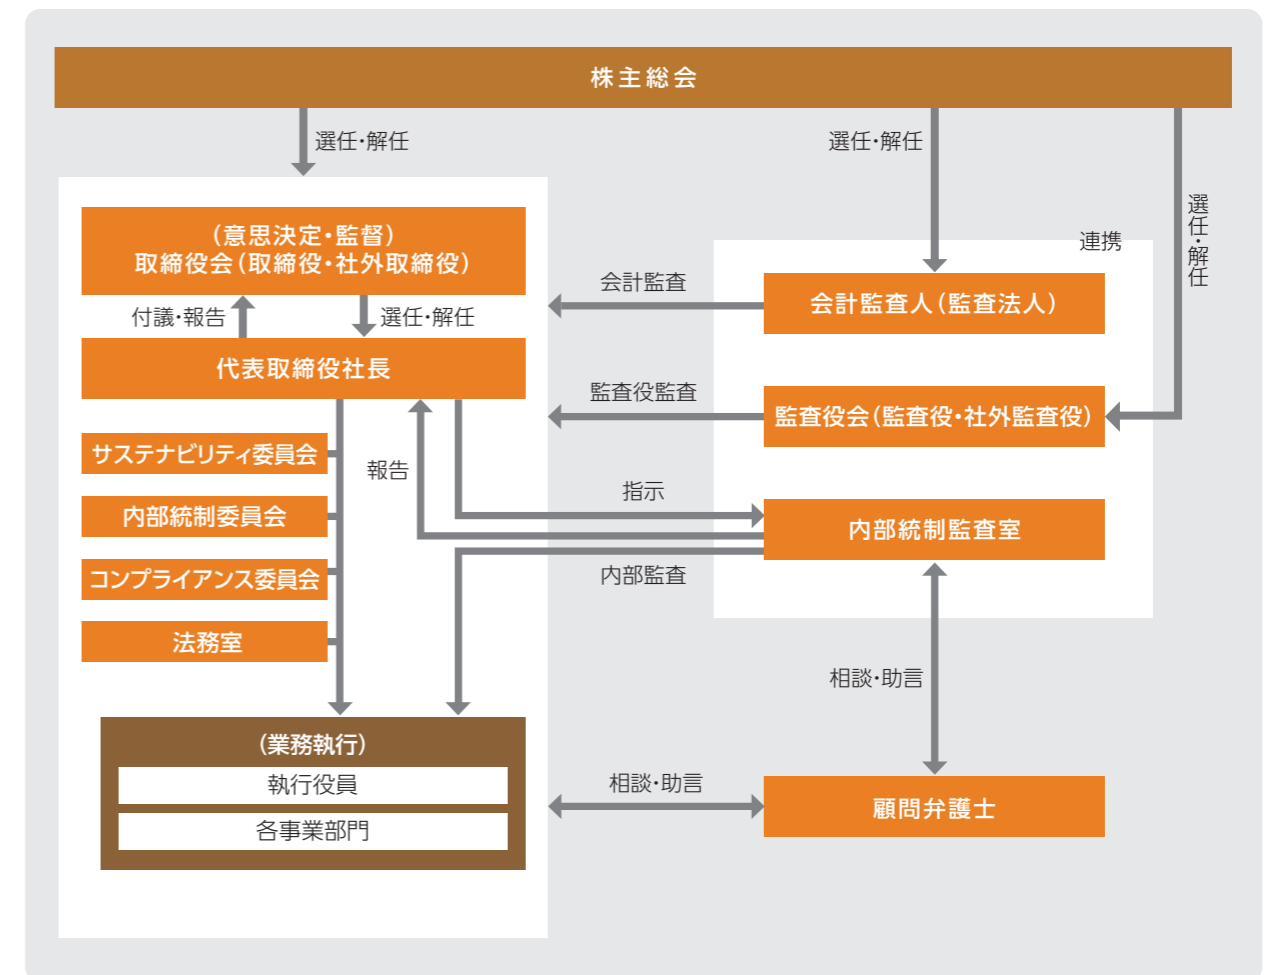 株主総会
選任・解任
選任・解任
選任・解任
(意思決定・監督)
取締役会(取締役・社外取締役)
付議・報告
選任・解任
代表取締役社長
サステナビリティ委員会
内部統制委員会
コンプライアンス委員会
法務室
報告
(業務執行)
執行役員
各事業部門
会計監査
監査役監査
指示
内部監査
連携
会計監査人(監査法人)
監査役会(監査役・社外監査役)
内部統制監査室
相談・助言
相談・助言
顧問弁護士